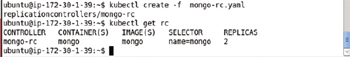 ubuntu@ip-172-30-1-39:~$ kubectl create -f mongo-rc.yaml
replicationcontrollers/mongo-rc
ubuntu@ip-172-30-1-39:~$ kubectl get rc
CONTROLLER CONTAINER(S) IMAGE(S) SELECTOR REPLICAS
mongo-rc mongo mongo name=mongo 2
ubuntu@ip-172-30-1-39:~$